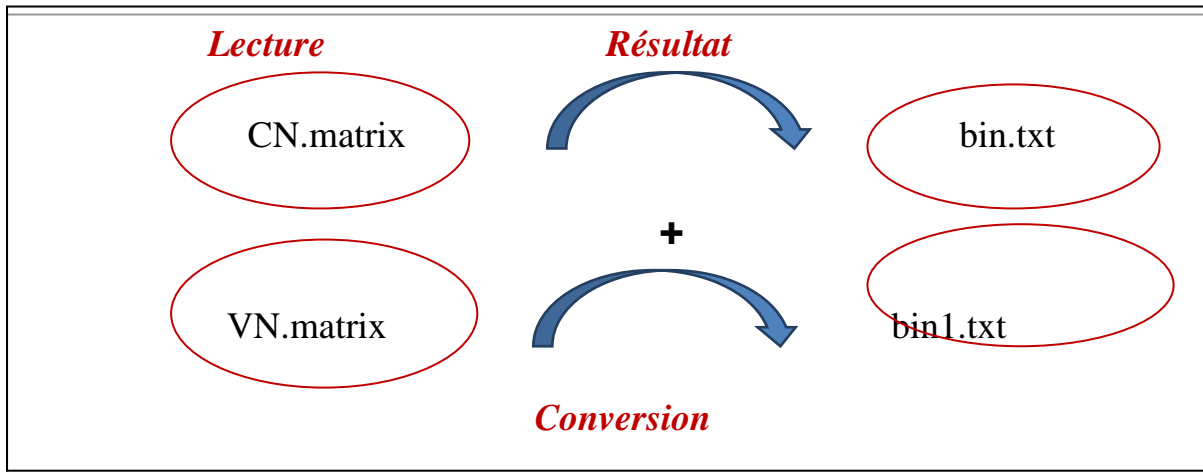 Lecture Résultat
CN.matrix bin.txt
+
VN.matrix bin1.txt
Conversion